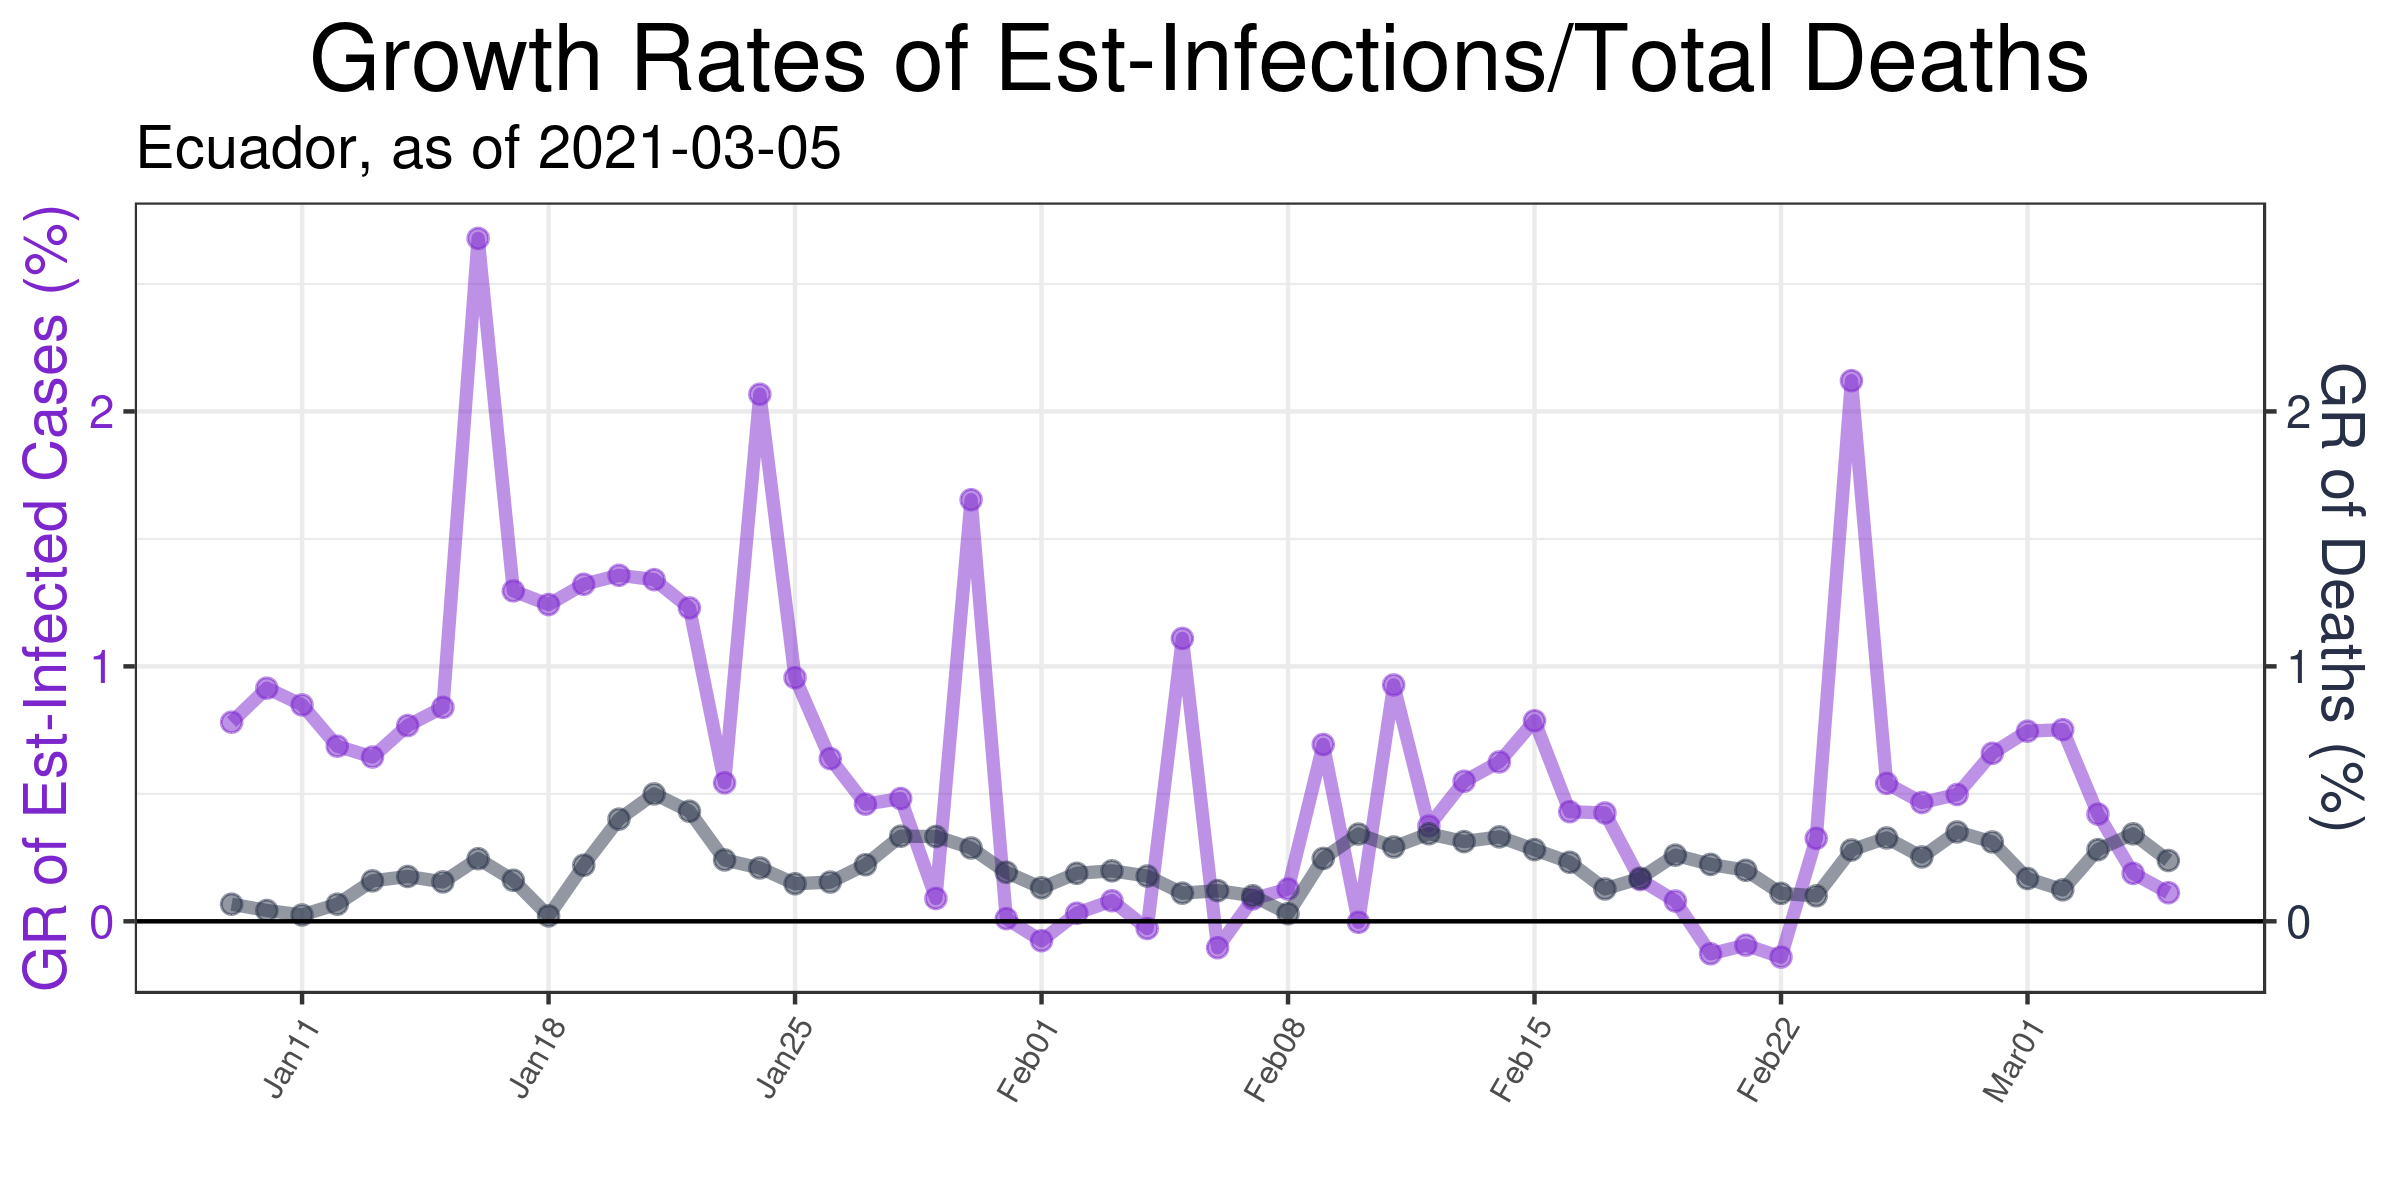 Growth Rates of Est-Infections/Total Deaths
Ecuador, as of 2021-03-05
GR of Est-Infected Cases (%)
2
1
0
2
1
0
GR of Deaths (%)
Jan11
Jan18
Jan25
Feb01
Feb08
Feb15
Feb22
Mar01